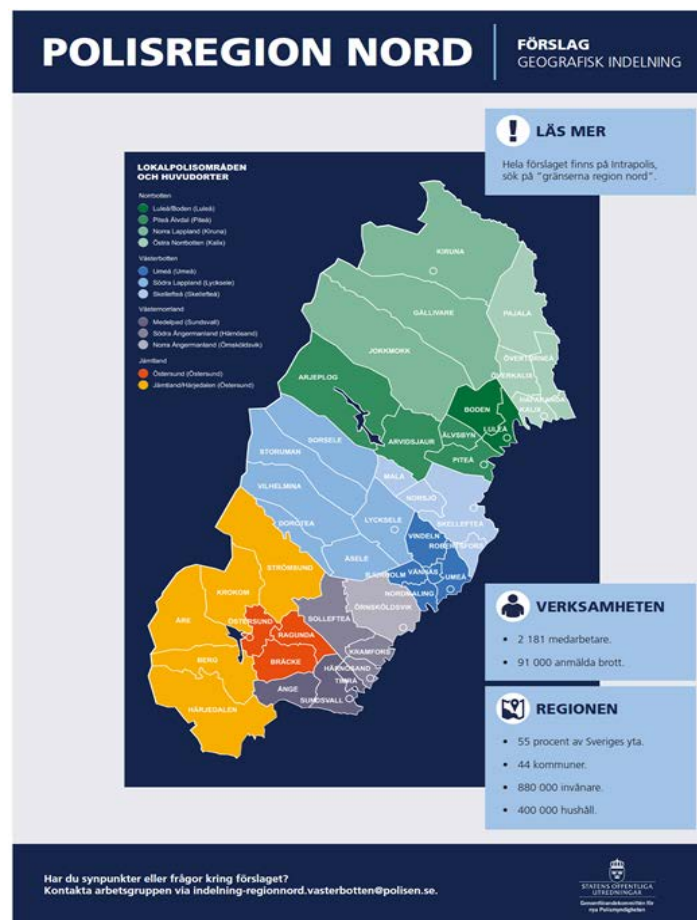 POLISREGION NORD
FÖRSLAG
GEOGRAFISK INDELNING
LÄS MER
Hela förslaget finns på Intrapolis,
sök på "gränserna region nord".
LOKALPOLISOMRÅDEN
OCH HUVUDORTER
Norrbotten
Luleå/Boden (Luleå)
Piteå Älvdal (Piteå)
Norra Lappland (Kiruna)
Östra Norrbotten (Kalix)
Västerbotten
Umeå (Umeå)
Södra Lappland (Lycksele)
Skellefteå (Skellefteå)
Västernorrland
Medelpad (Sundsvall)
Södra Ångermanland (Härnösand)
Norra Ångermanland (Örnsköldsvik)
Jämtland
Östersund (Östersund)
Jämtland/Härjedalen (Östersund)
KIRUNA
GÄLLIVARE
PAJALA
JOKKMOKK
ÖVERTORNEÅ
ÖVERKALIX
ARJEPLOG
HAPARANDA
KALIX
BODEN
LULEÅ
ÄLVSBYN
ARVIDSJAUR
PITEÅ
SORSELE
STORUMAN
MALÅ
VILHELMINA
NORSJÖ
SKELLEFTEÅ
LYCKSELE
DOROTEA
VINDELN
ROBERTSFORS
ÅSELE
STRÖMSUND
BJURHOLM
VÄNNÄS
UMEÅ
KROKOM
NORDMALING
ÖRNSKÖLDSVIK
ÅRE
ÖSTERSUND
SOLLEFTEÅ
RAGUNDA
KRAMFORS
BERG
BRÄCKE
HÄRNÖSAND
TIMRÅ
ÅNGE
SUNDSVALL
HÄRJEDALEN
VERKSAMHETEN
• 2 181 medarbetare.
• 91 000 anmälda brott.
REGIONEN
• 55 procent av Sveriges yta.
• 44 kommuner.
• 880 000 invånare.
• 400 000 hushåll.
Har du synpunkter eller frågor kring förslaget?
Kontakta arbetsgruppen via indelning-regionnord.vasterbotten@polisen.se.
STATENS OFFENTLIGA
UTREDNINGAR
Genomförandekommittén för
nya Polismyndigheten